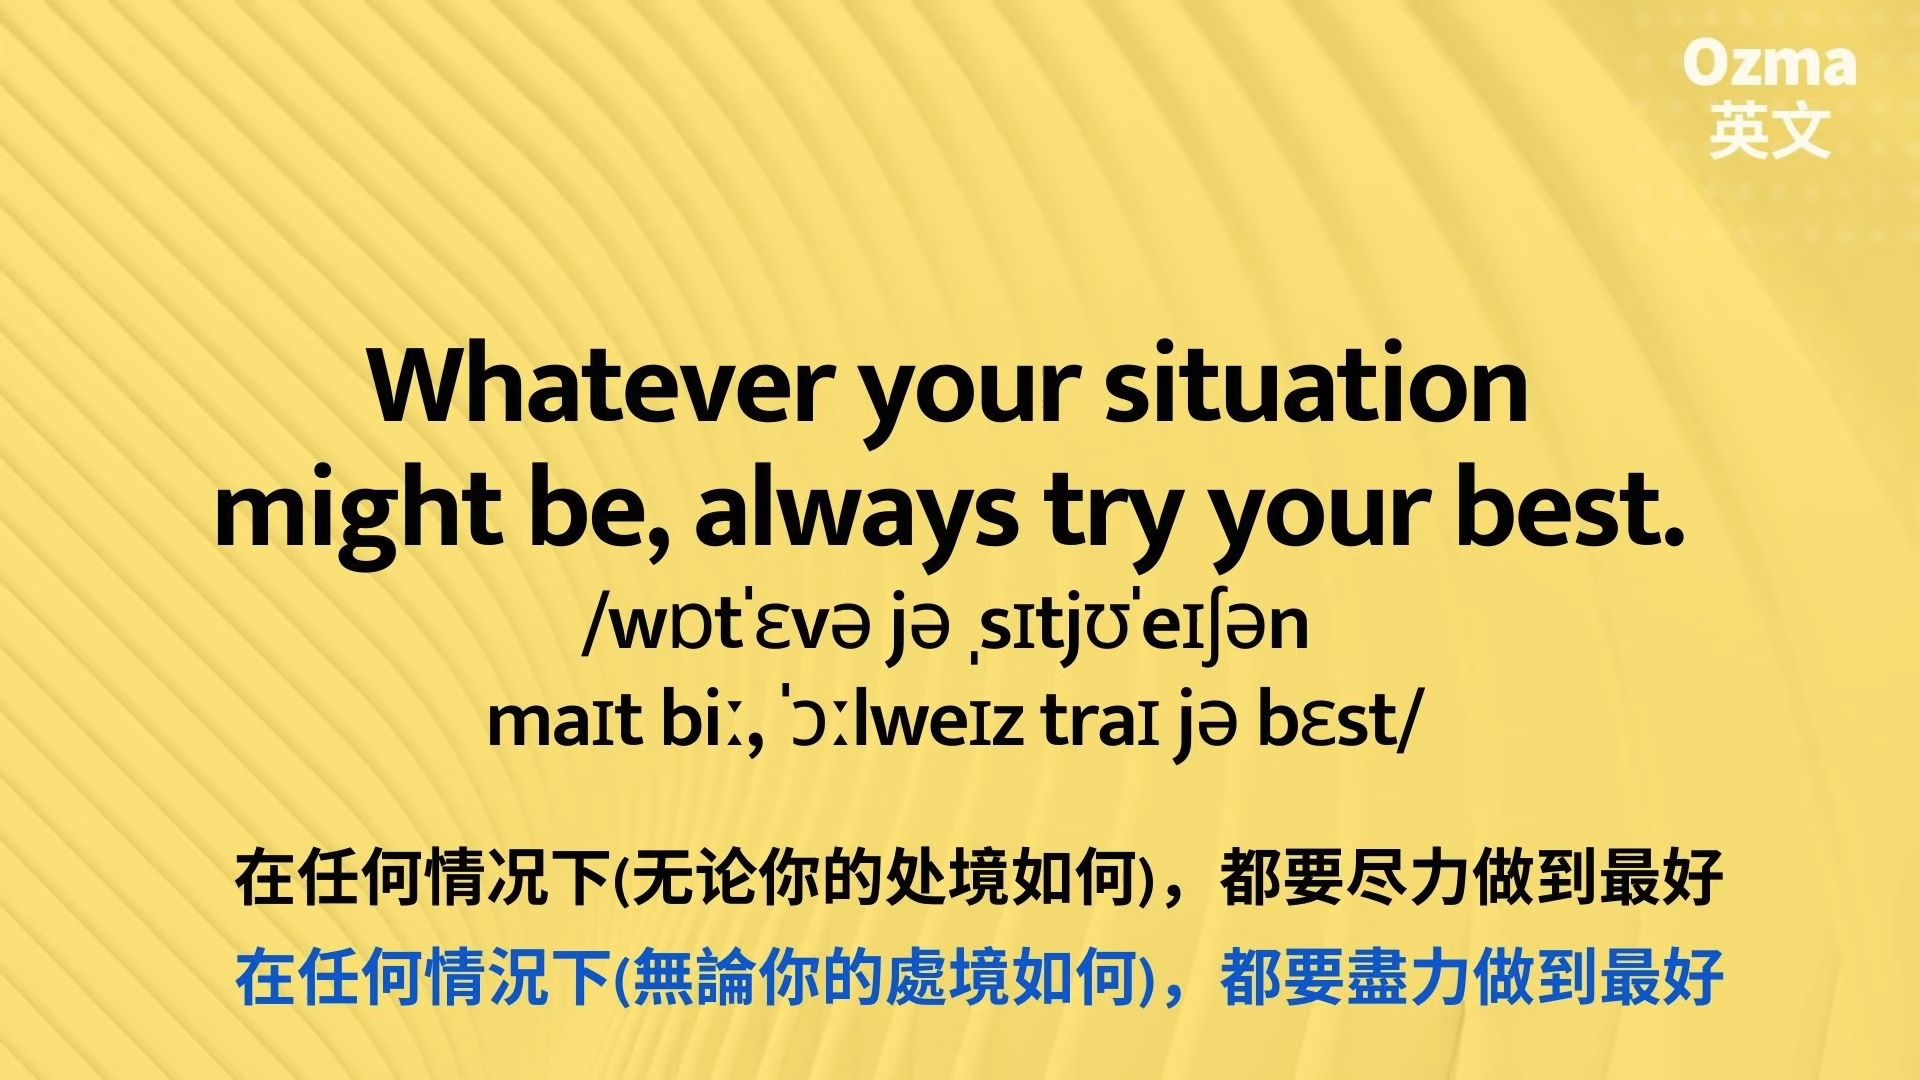 Ozma
英文
Whatever your situation
might be, always try your best.
/wɒtˈɛvə jə ˌsɪtjʊˈeɪʃən
maɪt biː, ˈɔːlweɪz traɪ jə bɛst/
在任何情况下(无论你的处境如何)，都要尽力做到最好
在任何情況下(無論你的處境如何)，都要盡力做到最好